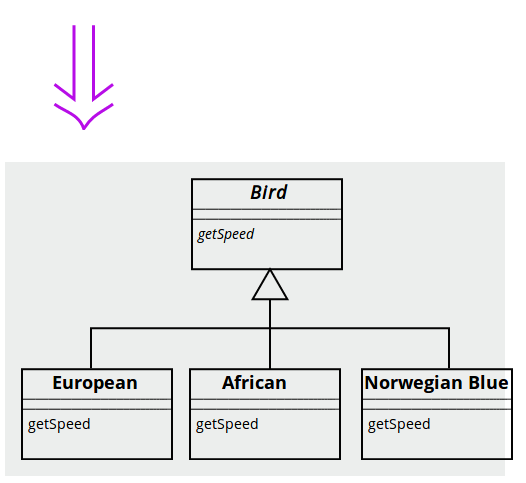 Bird
getSpeed
European
getSpeed
African
getSpeed
Norwegian Blue
getSpeed